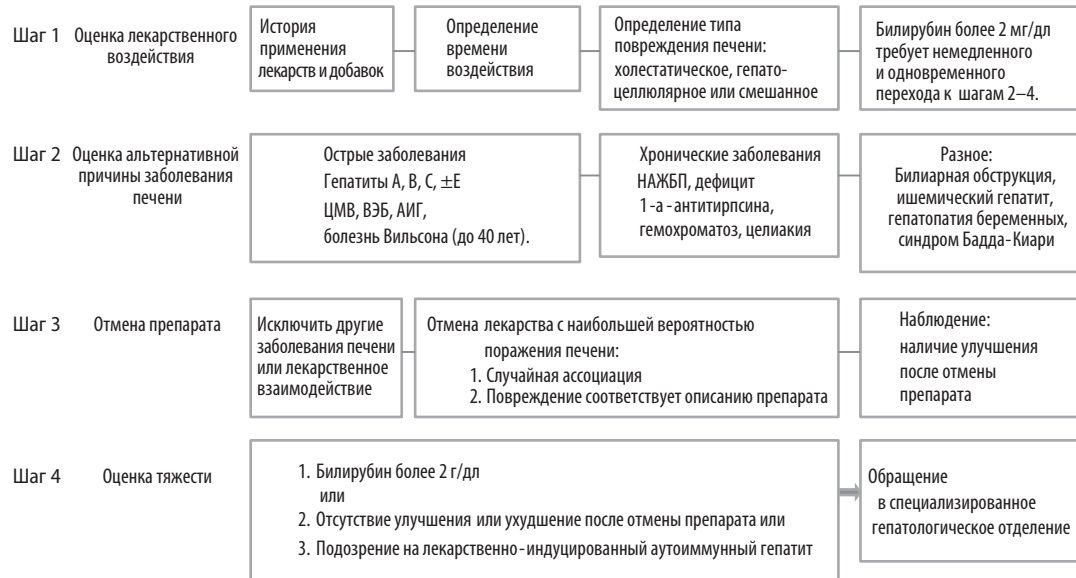 Шаг 1
Оценка лекарственного
воздействия
История
применения
лекарств и добавок
Определение
времени
воздействия
Определение типа
повреждения печени:
холестатическое, гепато-
целлюлярное или смешанное
Билирубин более 2 мг/дл
требует немедленного
и одновременного
перехода к шагам 2–4.
Шаг 2
Оценка альтернативной
причины заболевания
печени
Острые заболевания
Гепатиты А, В, С, ±Е
ЦМВ, ВЭБ, АИГ,
болезнь Вильсона (до 40 лет).
Хронические заболевания
НАЖБП, дефицит
1-а-антитирпсина,
гемохроматоз, целиакия
Разное:
Билиарная обструкция,
ишемический гепатит,
гепатопатия беременных,
синдром Бадда-Киари
Шаг 3
Отмена препарата
Исключить другие
заболевания печени
или лекарственное
взаимодействие
Отмена лекарства с наибольшей вероятностью
поражения печени:
1. Случайная ассоциация
2. Повреждение соответствует описанию препарата
Наблюдение:
наличие улучшения
после отмены
препарата
Шаг 4
Оценка тяжести
1. Билирубин более 2 г/дл
или
2. Отсутствие улучшения или ухудшение после отмены препарата или
3. Подозрение на лекарственно-индуцированный аутоиммунный гепатит
Обращение
в специализированное
гепатологическое отделение